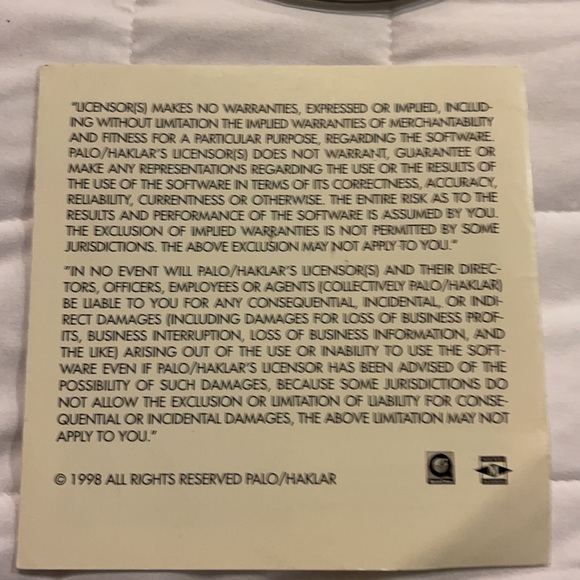 "LICENSOR(S) MAKES NO WARRANTIES, EXPRESSED OR IMPLIED, INCLUD-
ING WITHOUT LIMITATION THE IMPLIED WARRANTIES OF MERCHANTABILITY
AND FITNESS FOR A PARTICULAR PURPOSE, REGARDING THE SOFTWARE.
PALO/HAKLAR'S LICENSOR(S) DOES NOT WARRANT, GUARANTEE OR
MAKE ANY REPRESENTATIONS REGARDING THE USE OR THE RESULTS OF
THE USE OF THE SOFTWARE IN TERMS OF ITS CORRECTNESS, ACCURACY,
RELIABILITY, CURRENTNESS OR OTHERWISE. THE ENTIRE RISK AS TO THE
RESULTS AND PERFORMANCE OF THE SOFTWARE IS ASSUMED BY YOU.
THE EXCLUSION OF IMPLIED WARRANTIES IS NOT PERMITTED BY SOME
JURISDICTIONS. THE ABOVE EXCLUSION MAY NOT APPLY TO YOU."
"IN NO EVENT WILL PALO/HAKLAR'S LICENSOR(S) AND THEIR DIREC-
TORS, OFFICERS, EMPLOYEES OR AGENTS (COLLECTIVELY PALO/HAKLAR)
BE LIABLE TO YOU FOR ANY CONSEQUENTIAL, INCIDENTAL, OR INDI-
RECT DAMAGES (INCLUDING DAMAGES FOR LOSS OF BUSINESS PROF-
ITS, BUSINESS INTERRUPTION, LOSS OF BUSINESS INFORMATION, AND
THE LIKE) ARISING OUT OF THE USE OR INABILITY TO USE THE SOFT-
WARE EVEN IF PALO/HAKLAR'S LICENSOR HAS BEEN ADVISED OF THE
POSSIBILITY OF SUCH DAMAGES, BECAUSE SOME JURISDICTIONS DO
NOT ALLOW THE EXCLUSION OR LIMITATION OF LIABILITY FOR CONSE-
QUENTIAL OR INCIDENTAL DAMAGES, THE ABOVE LIMITATION MAY NOT
APPLY TO YOU."
© 1998 ALL RIGHTS RESERVED PALO/HAKLAR